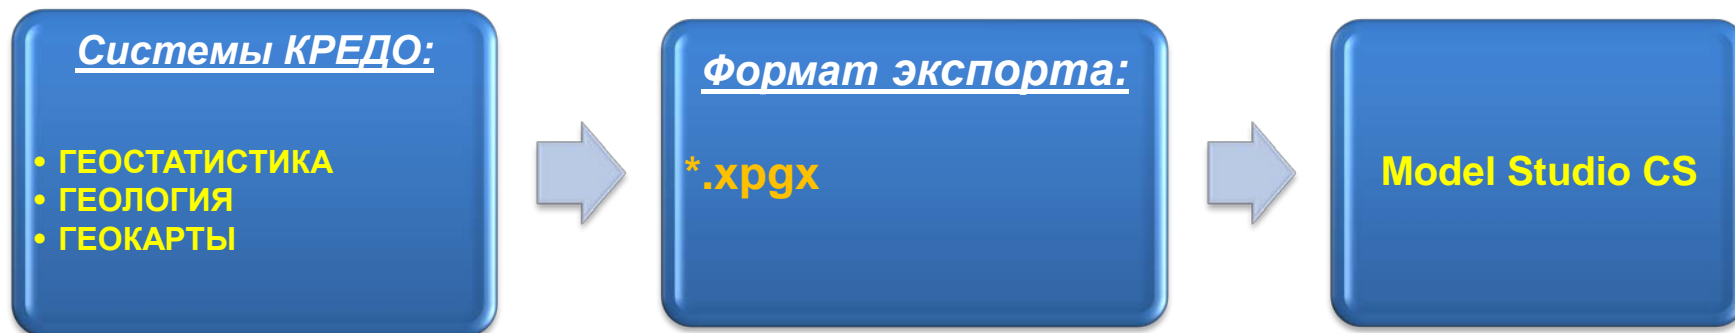 Системы КРЕДО:
• ГЕОСТАТИСТИКА
• ГЕОЛОГИЯ
• ГЕОКАРТЫ
Формат экспорта:
*.xpgx
Model Studio CS